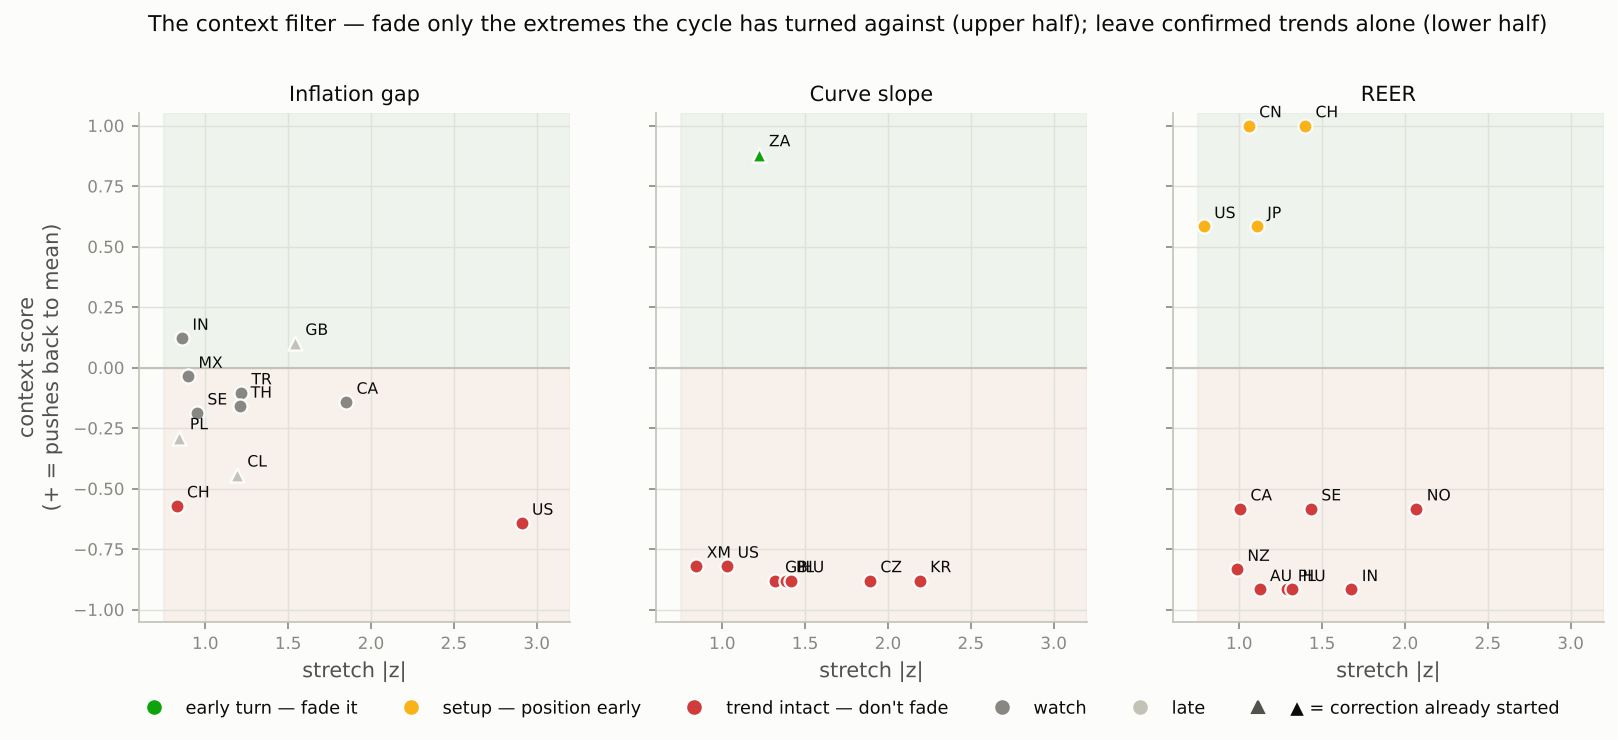 The context filter — fade only the extremes the cycle has turned against (upper half); leave confirmed trends alone (lower half)
Inflation gap
context score
(+ = pushes back to mean)
1.00
0.75
0.50
0.25
0.00
−0.25
−0.50
−0.75
−1.00
IN
GB
MX
TR
TH
CA
SE
PL
CL
CH
US
1.0 1.5 2.0 2.5 3.0
stretch |z|
Curve slope
ZA
XM US
HU
CZ
KR
1.0 1.5 2.0 2.5 3.0
stretch |z|
REER
CN
CH
US
JP
CA
SE
NO
NZ
AU
PL
HU
IN
1.0 1.5 2.0 2.5 3.0
stretch |z|
early turn — fade it
setup — position early
trend intact — don't fade
watch
late
▲ = correction already started